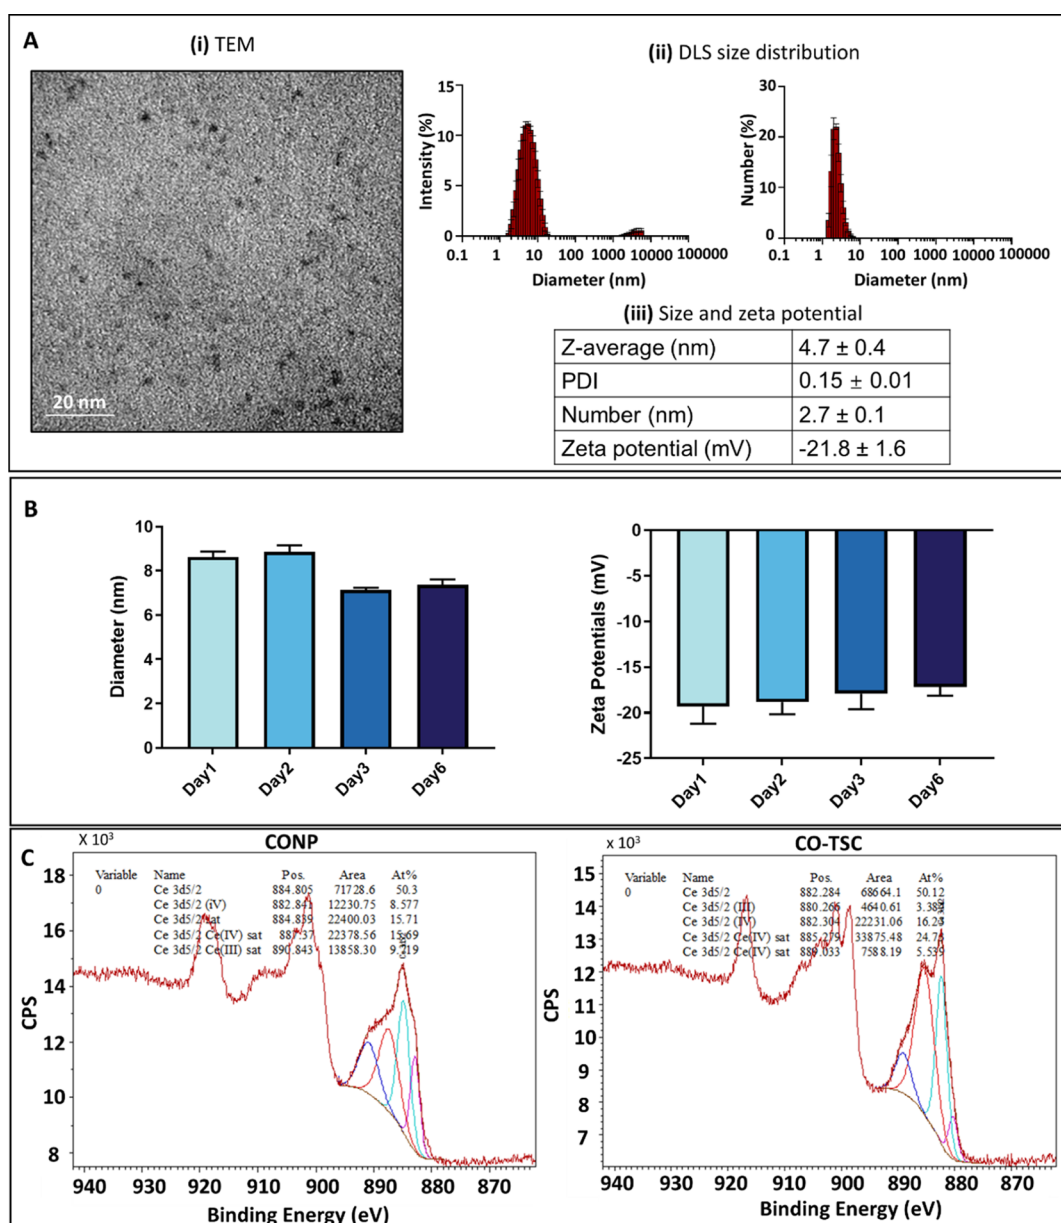 A
(i) TEM
20 nm
(ii) DLS size distribution
Intensity (%)
15
10
5
0
0.1 1 10 100 1000 100000
Diameter (nm)
Number (%)
30
20
10
0
0.1 1 10 100 1000 100000
Diameter (nm)
(iii) Size and zeta potential
Z-average (nm) 4.7 ± 0.4
PDI 0.15 ± 0.01
Number (nm) 2.7 ± 0.1
Zeta potential (mV) -21.8 ± 1.6
B
Diameter (nm)
10
8
6
4
2
0
Day1 Day2 Day3 Day6
Zeta Potentials (mV)
0
-5
-10
-15
-20
-25
Day1 Day2 Day3 Day6
C
X 10³
CONP
CPS
18
16
14
12
10
8
Variable Name Pos. Area At%
0 Ce 3d5/2 884.805 71728.6 50.3
Ce 3d5/2 (iV) 882.841 12230.75 8.577
Ce 3d5/2 sat 884.839 22400.03 15.71
Ce 3d5/2 Ce(IV) sat 887.37 22378.56 15.69
Ce 3d5/2 Ce(III) sat 890.843 13858.30 9.719
940 930 920 910 900 890 880 870
Binding Energy (eV)
X 10³
CO-TSC
CPS
15
14
13
12
11
10
9
8
7
Variable Name Pos. Area At%
0 Ce 3d5/2 882.284 68664.1 50.12
Ce 3d5/2 (III) 880.266 4640.61
Ce 3d5/2 (IV) 882.304 22231.06
Ce 3d5/2 Ce(IV) sat 885.279 33875.48
Ce 3d5/2 Ce(IV) sat 889.033 7588.19 5.539
940 930 920 910 900 890 880 870
Binding Energy (eV)